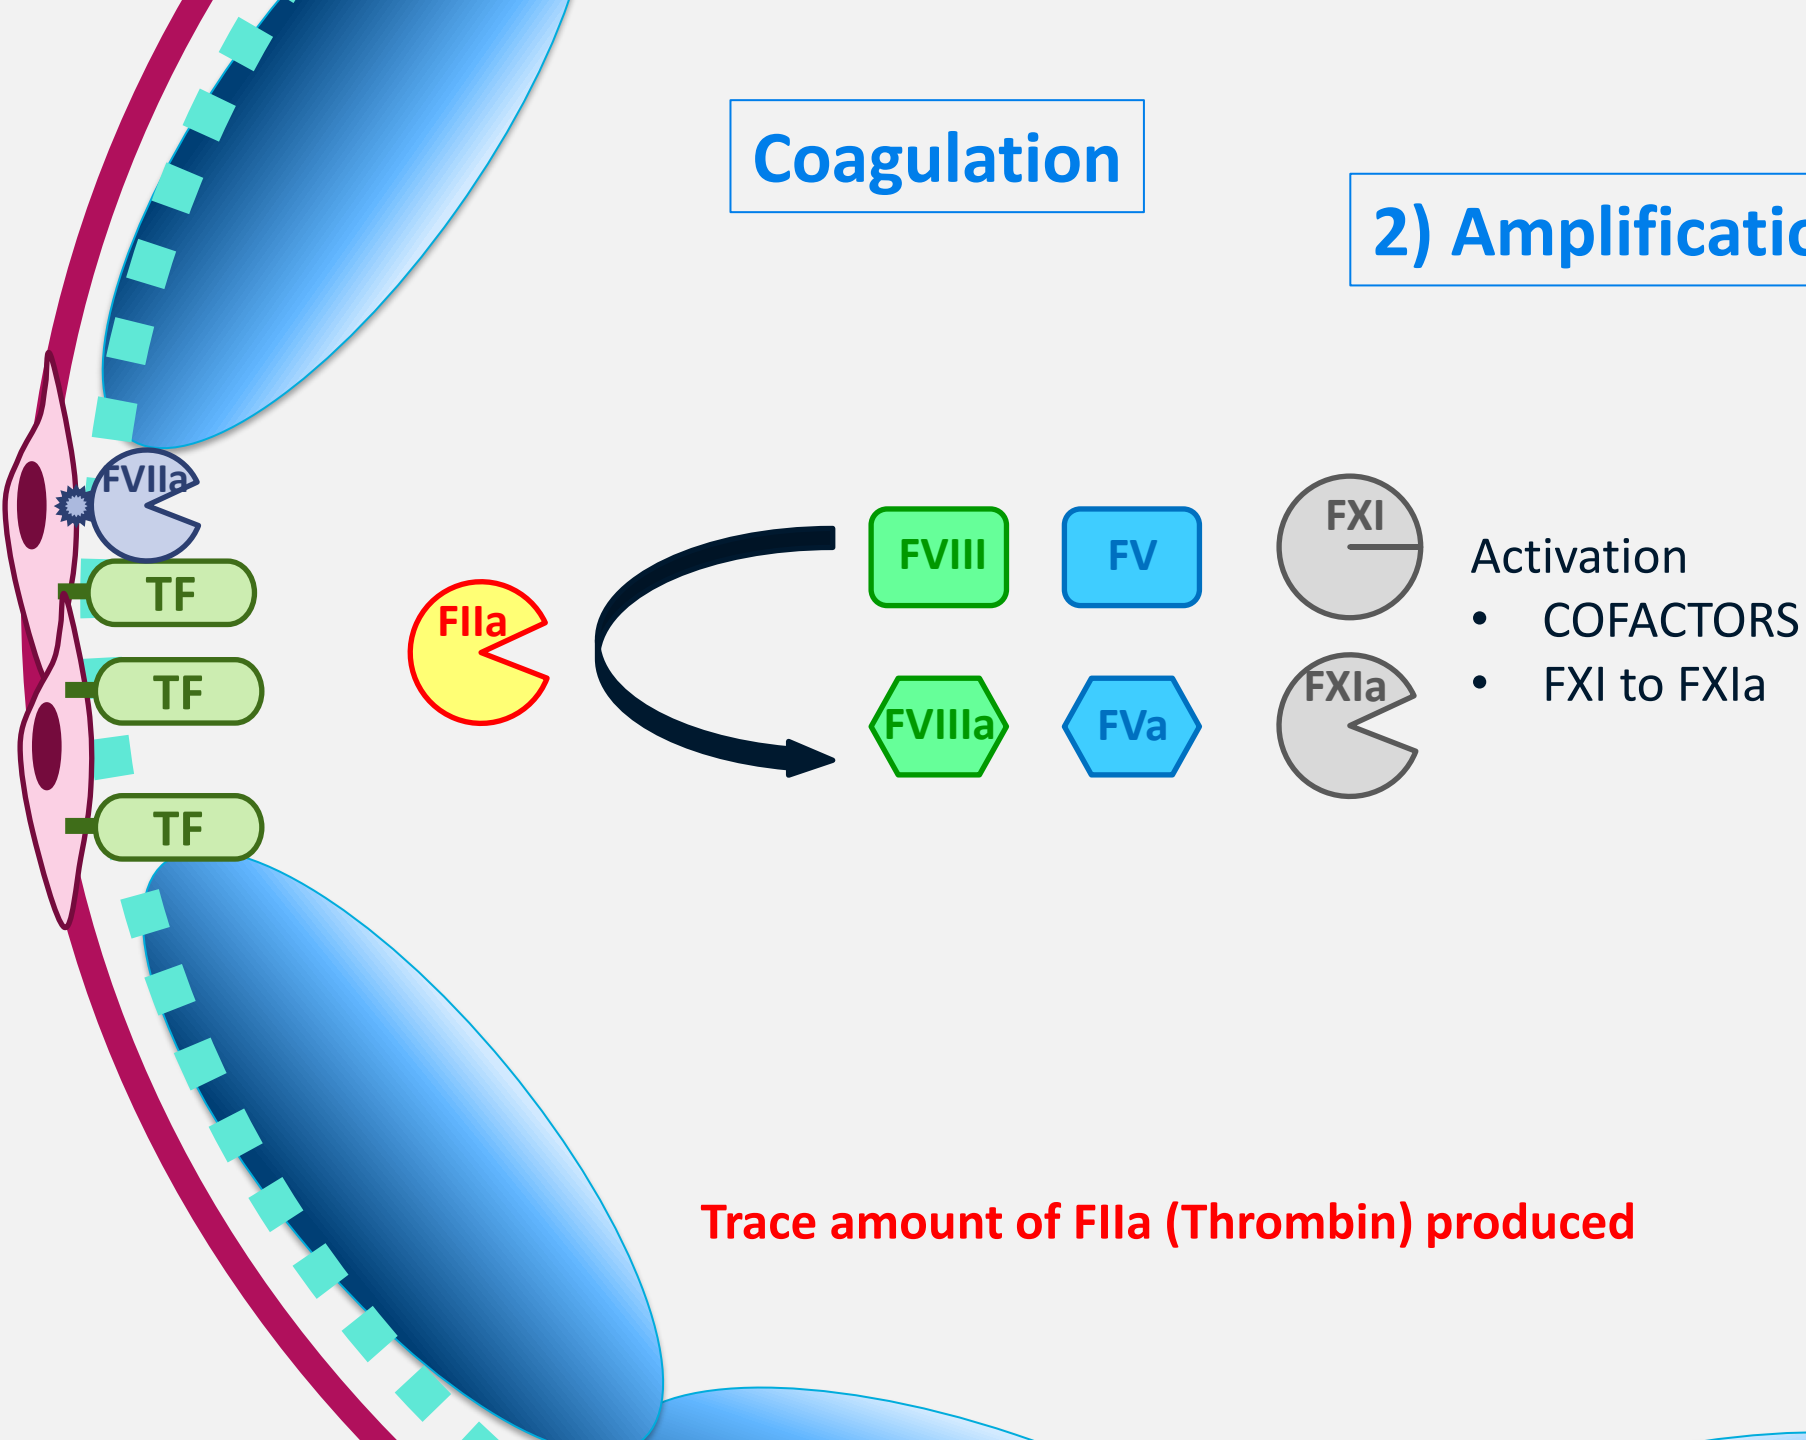 Coagulation
2) Amplificatio
FVIIa
TF
TF
TF
FIIa
FVIII
FV
FXI
FVIIIa
FVa
FXIa
Activation
• COFACTORS
• FXI to FXIa
Trace amount of FIIa (Thrombin) produced